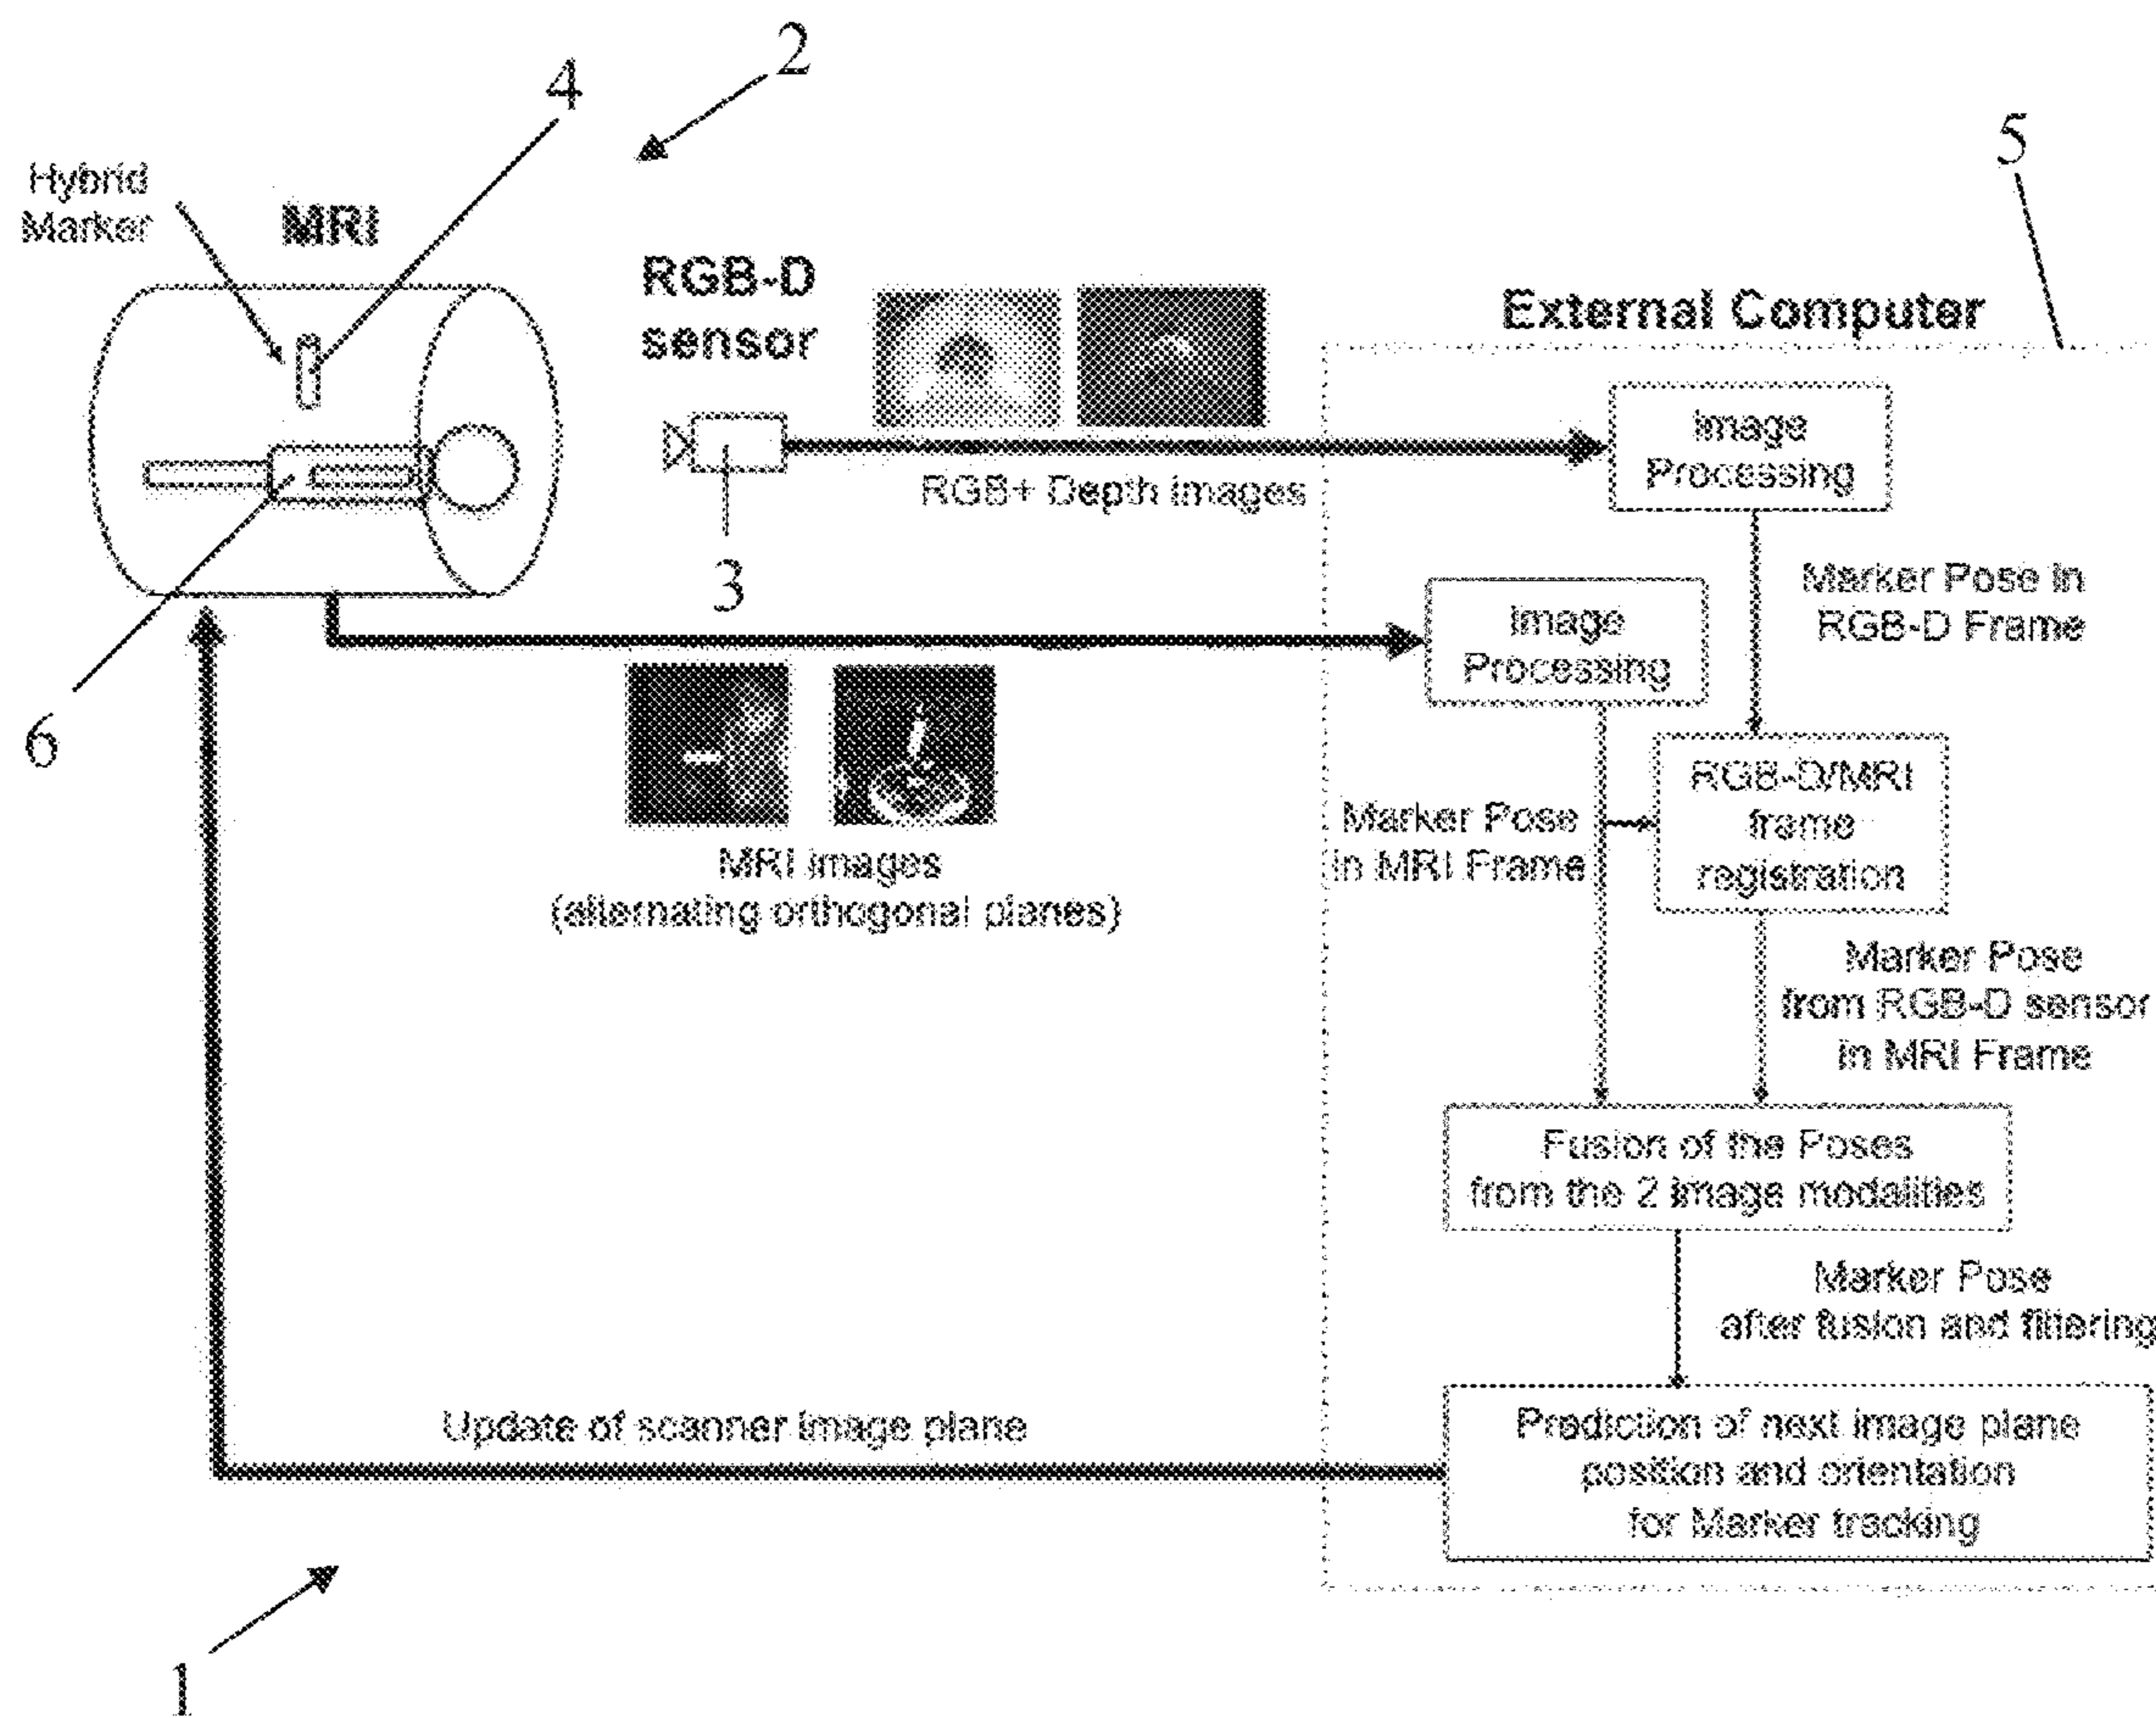 2
4
5
Hybrid
Marker
MRI
RGB-D
sensor
External Computer
Image
Processing
RGB+ Depth images
3
Marker Pose in
RGB-D Frame
Image
Processing
6
RGB-D/MRI
frame
registration
Marker Pose
in MRI Frame
MRI images
(alternating orthogonal planes)
Marker Pose
from RGB-D sensor
in MRI Frame
Fusion of the Poses
from the 2 image modalities
Marker Pose
after fusion and filtering
Update of scanner image plane
Prediction of next image plane
position and orientation
for Marker tracking
1